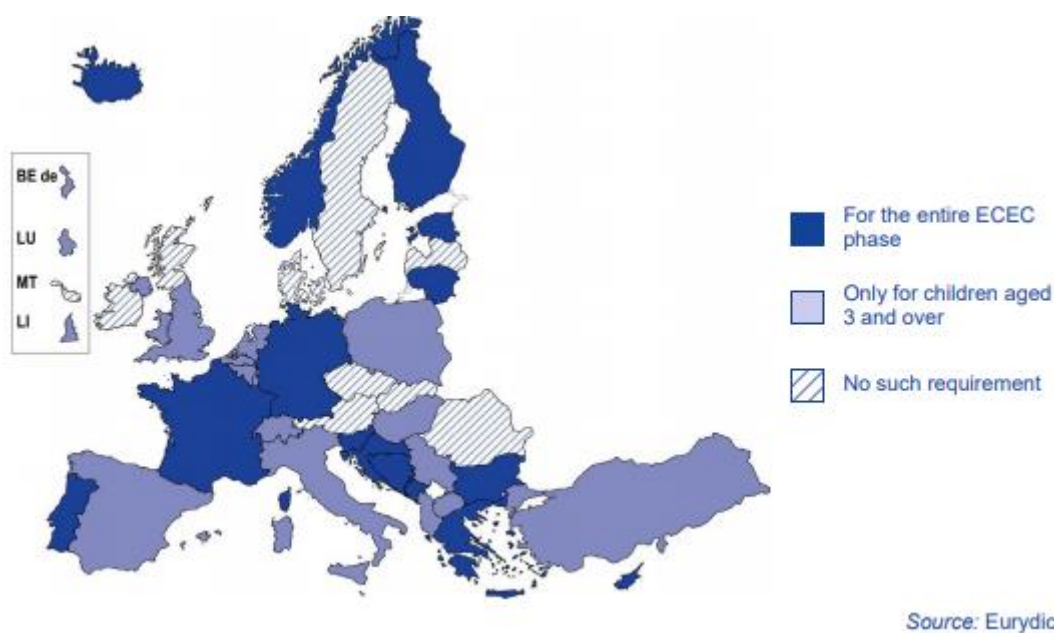 BE de
LU
MT
LI
For the entire ECEC
phase
Only for children aged
3 and over
No such requirement
Source: Eurydic